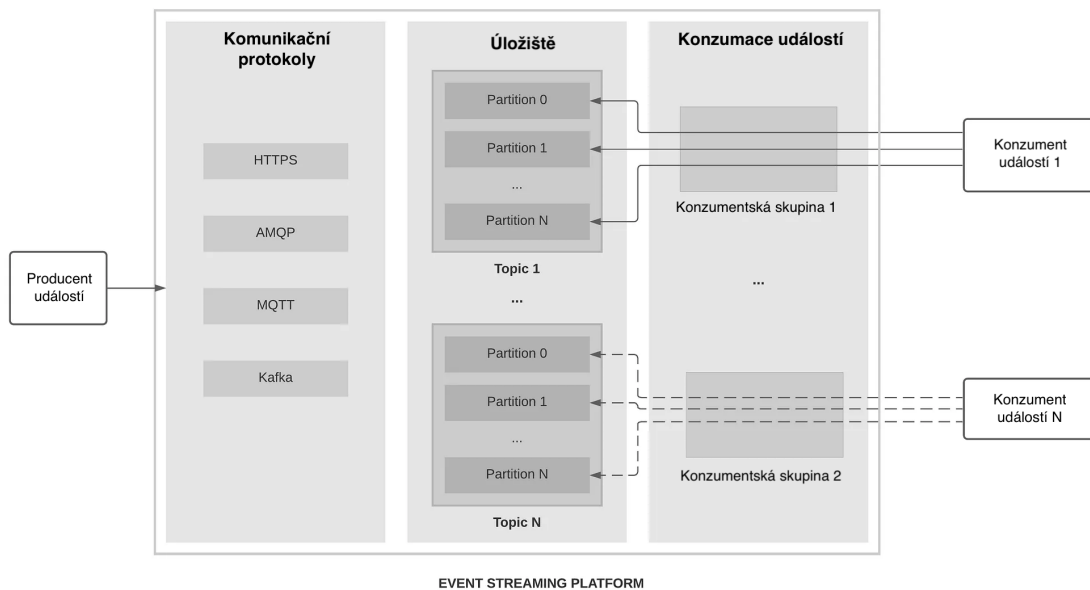 Komunikační
protokoly
HTTPS
AMQP
MQTT
Kafka
Producent
událostí
Úložiště
Partition 0
Partition 1
...
Partition N
Topic 1
...
Partition 0
Partition 1
...
Partition N
Topic N
Konzumace událostí
Konzumentská skupina 1
...
Konzumentská skupina 2
Konzument
událostí 1
Konzument
událostí N
EVENT STREAMING PLATFORM